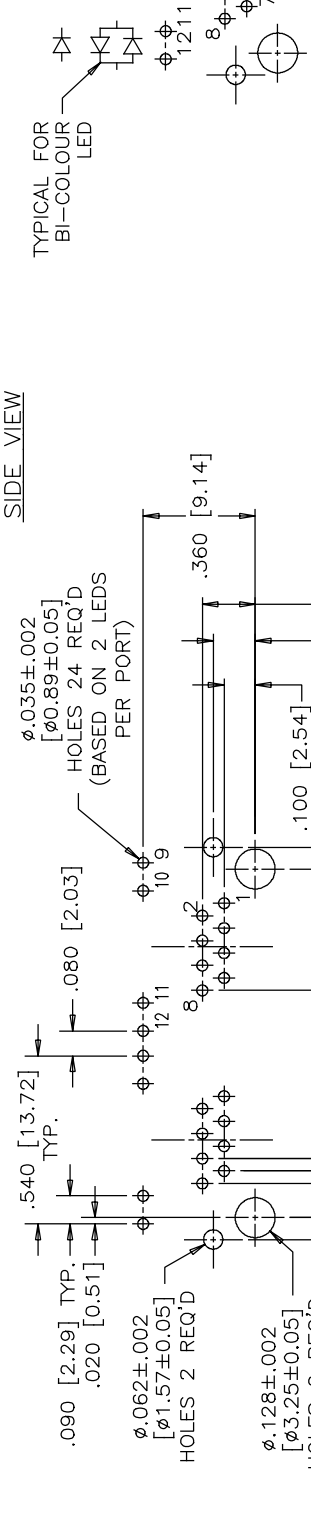 TYPICAL FOR
BI-COLOUR
LED
12 11
8
SIDE VIEW
ø.035±.002
[ø0.89±0.05]
HOLES 24 REQ'D
(BASED ON 2 LEDS
PER PORT)
.360 [9.14]
.100 [2.54]
.080 [2.03]
10 9
12 11
2
8
1
.540 [13.72]
TYP.
.090 [2.29] TYP.
.020 [0.51]
ø.062±.002
[ø1.57±0.05]
HOLES 2 REQ'D
ø.128±.002
[ø3.25±0.05]